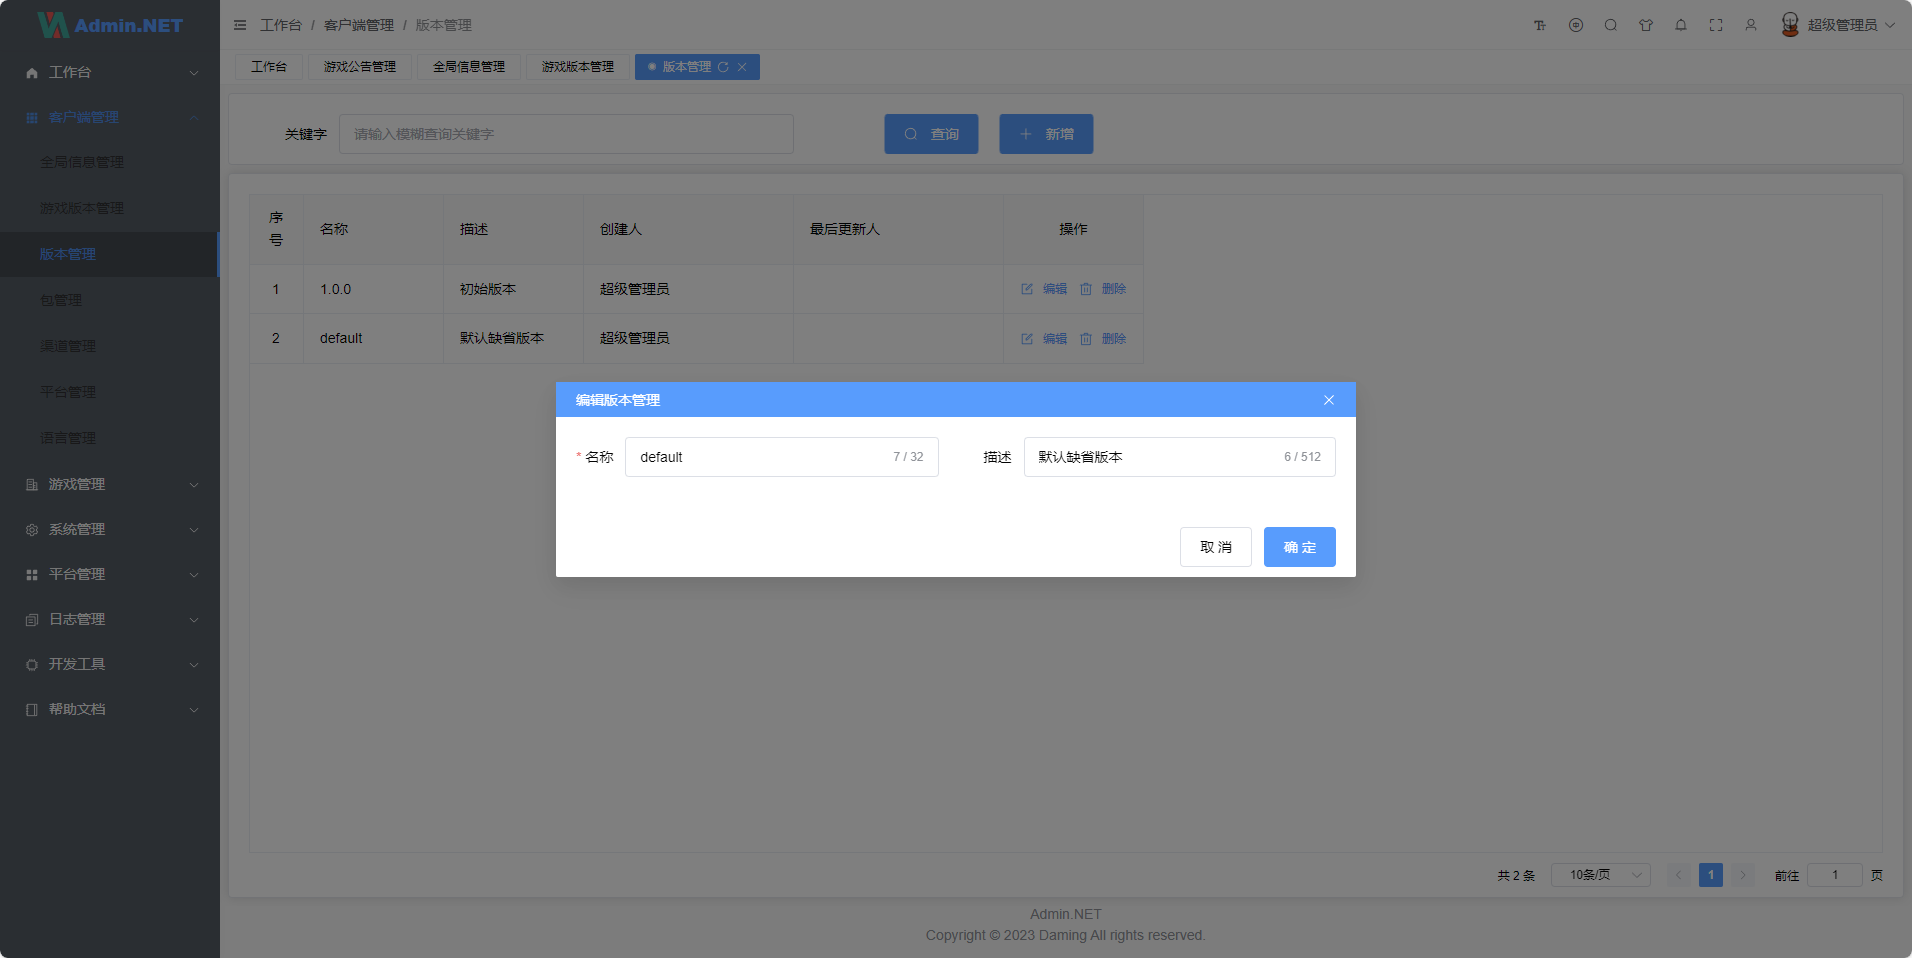 Admin.NET
工作台
客户端管理
全局信息管理
游戏版本管理
版本管理
包管理
渠道管理
平台管理
语言管理
游戏管理
系统管理
平台管理
日志管理
开发工具
帮助文档
工作台 / 客户端管理 / 版本管理
超级管理员
工作台 游戏公告管理 全局信息管理 游戏版本管理 版本管理
关键字 请输入模糊查询关键字 查询 新增
序号 名称 描述 创建人 最后更新人 操作
1 1.0.0 初始版本 超级管理员 编辑 删除
2 default 默认缺省版本 超级管理员 编辑 删除
编辑版本管理
* 名称 default 7 / 32 描述 默认缺省版本 6 / 512
取 消 确 定
共 2 条 10条/页 1 前往 1 页
Admin.NET
Copyright © 2023 Daming All rights reserved.